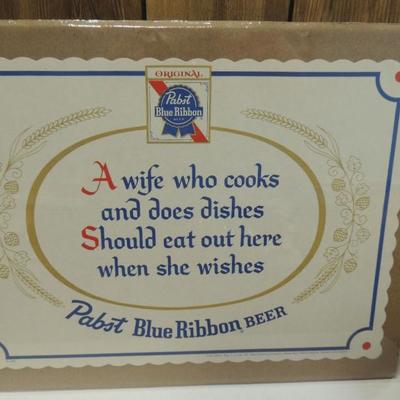 ORIGINAL
Pabst
Blue Ribbon
BEER
A wife who cooks
and does dishes
Should eat out here
when she wishes
Pabst Blue Ribbon BEER